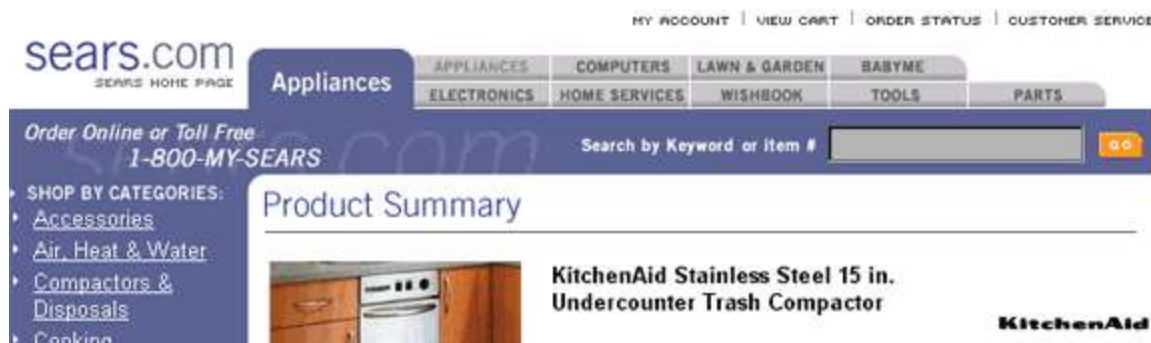 MY ACCOUNT | VIEW CART | ORDER STATUS | CUSTOMER SERVICE
sears.com
SEARS HOME PAGE
Appliances
APPLIANCES COMPUTERS LAWN & GARDEN BABYME
ELECTRONICS HOME SERVICES WISHBOOK TOOLS PARTS
Order Online or Toll Free
1-800-MY-SEARS
Search by Keyword or item #
GO
SHOP BY CATEGORIES:
Accessories
Air, Heat & Water
Compactors &
Disposals
Cooking
Product Summary
KitchenAid Stainless Steel 15 in.
Undercounter Trash Compactor
KitchenAid